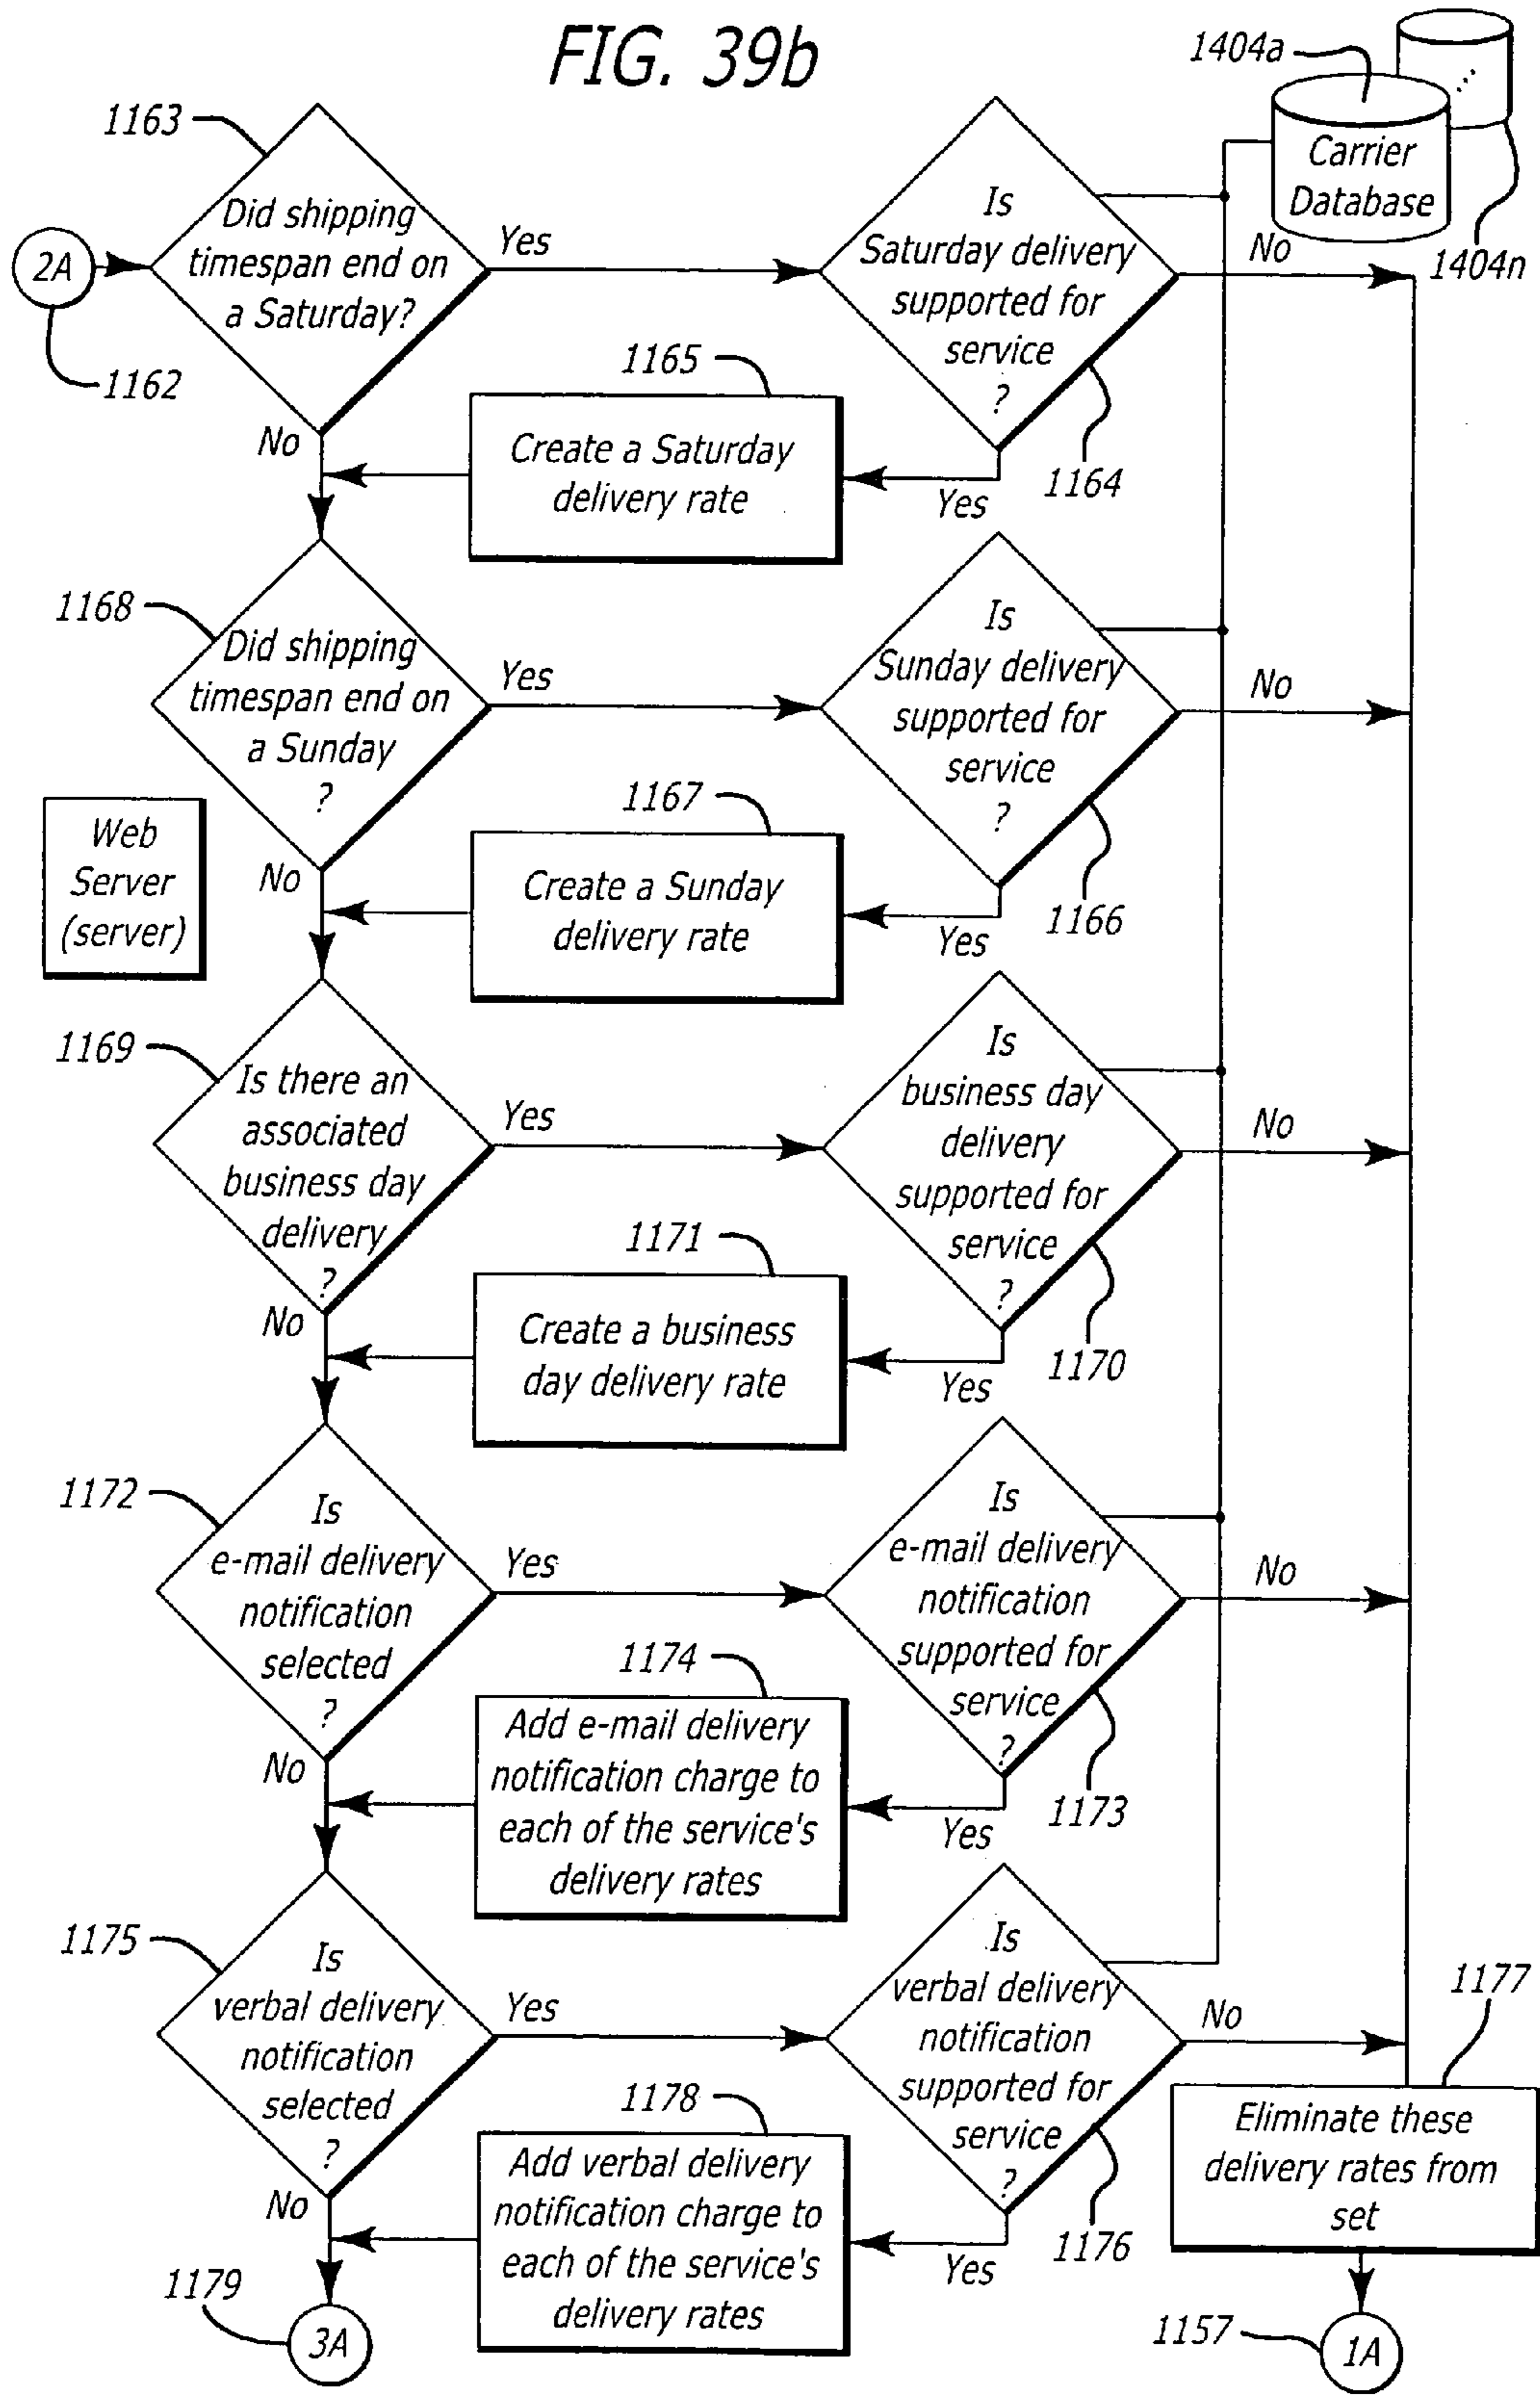 FIG. 39b
1404a
Carrier
Database
1404n
1163
Did shipping
timespan end on
a Saturday?
2A
1162
Yes
Is
Saturday delivery
supported for
service
?
No
1164
Yes
1165
Create a Saturday
delivery rate
No
1168
Did shipping
timespan end on
a Sunday
?
Yes
Is
Sunday delivery
supported for
service
?
No
1166
Yes
1167
Create a Sunday
delivery rate
No
Web
Server
(server)
1169
Is there an
associated
business day
delivery
?
Yes
Is
business day
delivery
supported for
service
?
No
1170
Yes
1171
Create a business
day delivery rate
No
1172
Is
e-mail delivery
notification
selected
?
Yes
Is
e-mail delivery
notification
supported for
service
?
No
1173
Yes
1174
Add e-mail delivery
notification charge to
each of the service's
delivery rates
No
1175
Is
verbal delivery
notification
selected
?
Yes
Is
verbal delivery
notification
supported for
service
?
No
1176
Yes
1177
Eliminate these
delivery rates from
set
1178
Add verbal delivery
notification charge to
each of the service's
delivery rates
No
1179
3A
1157
1A